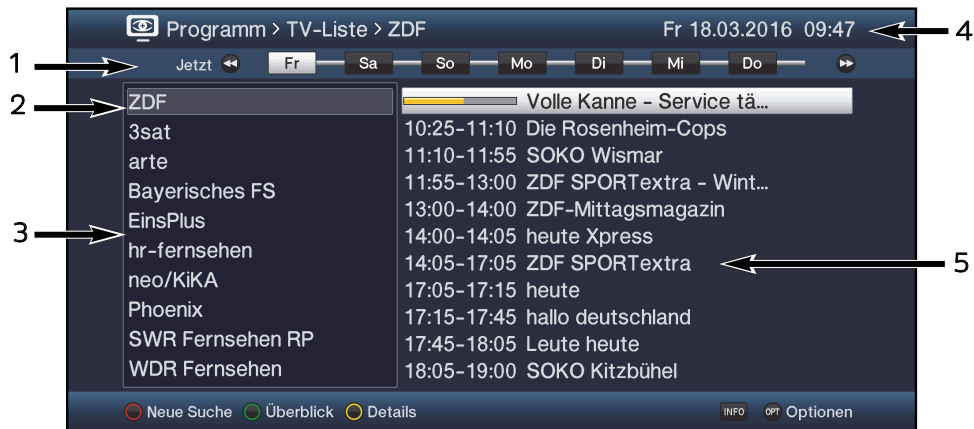 Programm > TV-Liste > ZDF Fr 18.03.2016 09:47 4
1 Jetzt Fr Sa So Mo Di Mi Do
2 ZDF Volle Kanne - Service tä...
3sat 10:25-11:10 Die Rosenheim-Cops
arte 11:10-11:55 SOKO Wismar
Bayerisches FS 11:55-13:00 ZDF SPORTextra - Wint...
EinsPlus 13:00-14:00 ZDF-Mittagsmagazin
3 hr-fernsehen 14:00-14:05 heute Xpress
neo/KiKA 14:05-17:05 ZDF SPORTextra 5
Phoenix 17:05-17:15 heute
SWR Fernsehen RP 17:15-17:45 hallo deutschland
WDR Fernsehen 17:45-18:05 Leute heute
18:05-19:00 SOKO Kitzbühel
Neue Suche Überblick Details INFO OPT Optionen